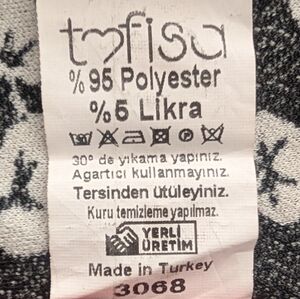 tofisa
% 95 Polyester
%5 Likra
30° de yıkama yapınız.
Agartıcı kullanmayınız.
Tersinden ütüleyiniz.
Kuru temizleme yapılmaz.
YERLİ
ÜRETİM
Made in Turkey
3068